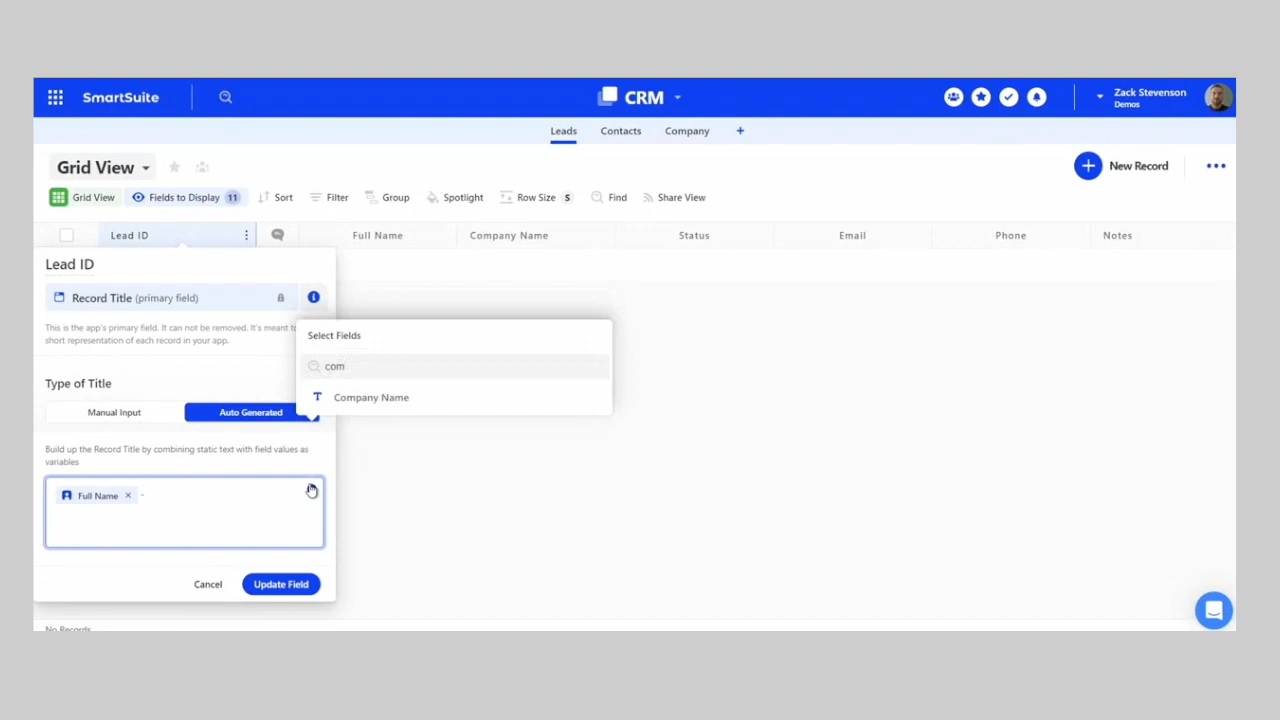 SmartSuite
CRM
Zack Stevenson
Demos
Leads Contacts Company +
Grid View
New Record
Grid View Fields to Display 11 Sort Filter Group Spotlight Row Size S Find Share View
Lead ID Full Name Company Name Status Email Phone Notes
Lead ID
Record Title (primary field)
This is the app's primary field. It can not be removed. It's meant to
short representation of each record in your app.
Select Fields
com
Company Name
Type of Title
Manual Input Auto Generated
Build up the Record Title by combining static text with field values as
variables
Full Name × -
Cancel Update Field
No Records